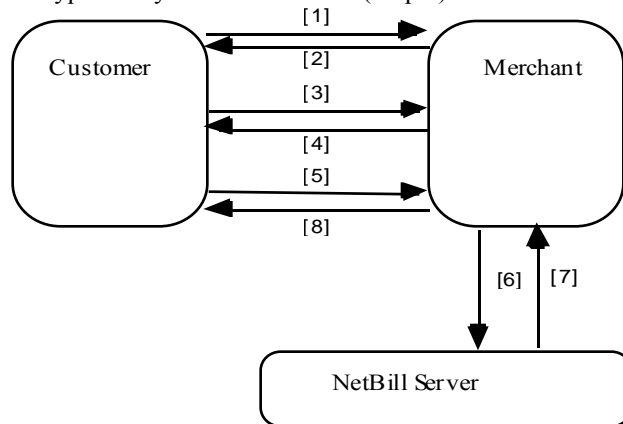 [1]
[2]
Customer
Merchant
[3]
[4]
[5]
[8]
[6]
[7]
NetBill Server